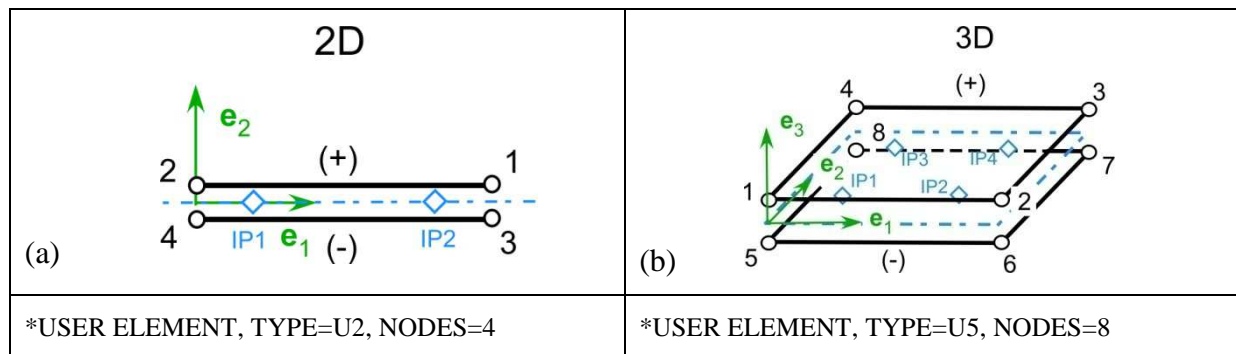 2D
e2
(+)
2
1
4
IP1
e1
IP2
3
(-)
(a)
3D
4
(+)
3
e3
8
IP3
IP4
7
e2
1
IP1
IP2
2
e1
5
(-)
6
(b)
*USER ELEMENT, TYPE=U2, NODES=4
*USER ELEMENT, TYPE=U5, NODES=8